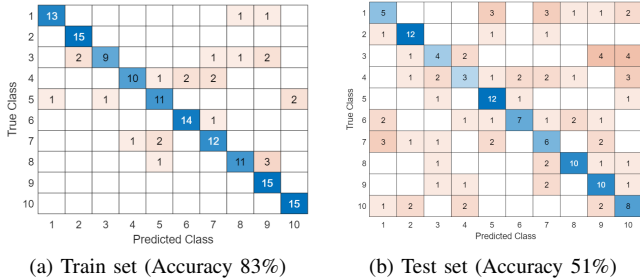 1 13 1 1
2 15
3 2 9 1 1 2
4 10 1 2 2
5 1 1 11 2
6 14 1
7 1 2 12
8 1 11 3
9 15
10 15
True Class
1 2 3 4 5 6 7 8 9 10
Predicted Class
(a) Train set (Accuracy 83%)
1 5 3 3 1 1 2
2 1 12 1 1
3 1 4 2 4 4
4 1 1 3 1 2 2 1 3
5 1 12 1
6 2 1 1 7 1 2 1
7 3 1 1 2 6 2
8 1 2 10 1 1
9 1 1 2 10 1
10 1 2 2 8
True Class
1 2 3 4 5 6 7 8 9 10
Predicted Class
(b) Test set (Accuracy 51%)